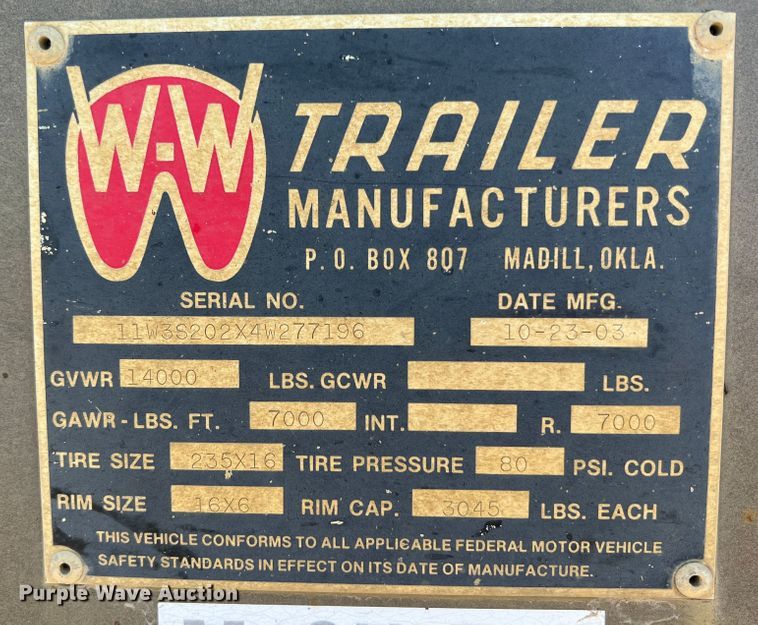 W-W
TRAILER
MANUFACTURERS
P. O. BOX 807 MADILL, OKLA.
SERIAL NO. DATE MFG.
11W3S202X4W277196 10-23-03
GVWR 14000 LBS. GCWR LBS.
GAWR - LBS. FT. 7000 INT. R. 7000
TIRE SIZE 235X16 TIRE PRESSURE 80 PSI. COLD
RIM SIZE 16X6 RIM CAP. 3045 LBS. EACH
THIS VEHICLE CONFORMS TO ALL APPLICABLE FEDERAL MOTOR VEHICLE
SAFETY STANDARDS IN EFFECT ON ITS DATE OF MANUFACTURE.
Purple Wave Auction